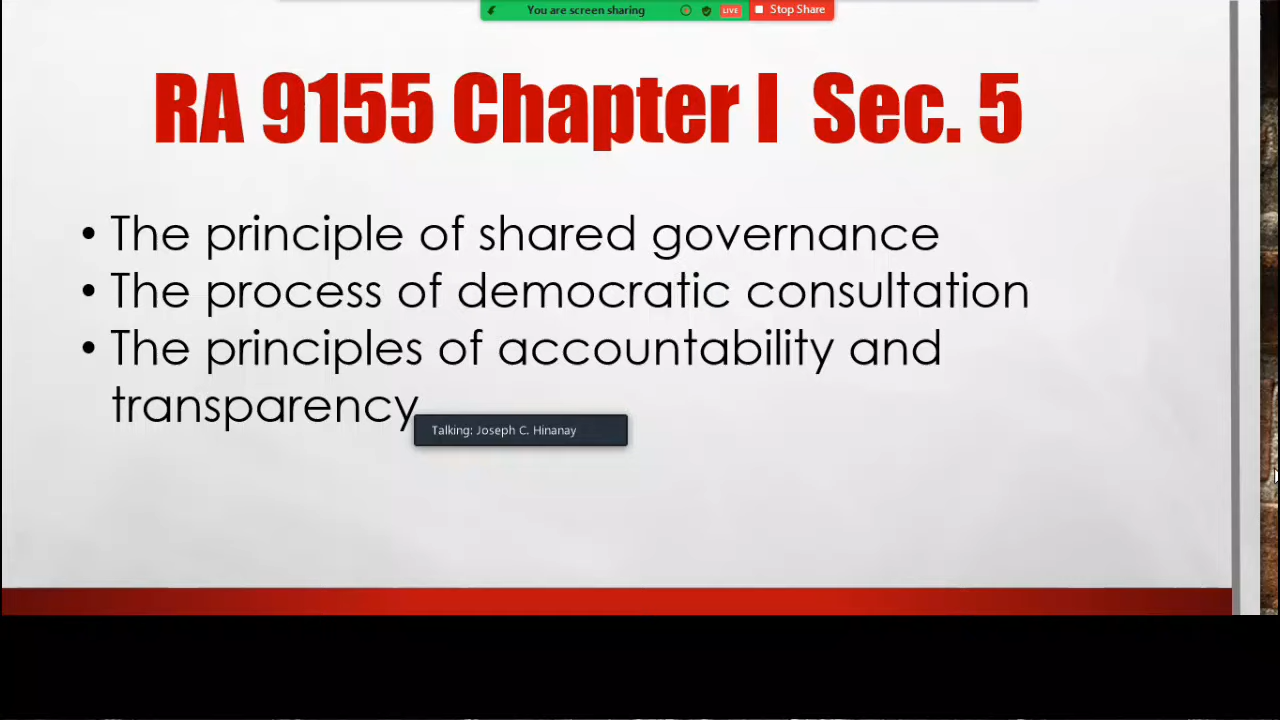 You are screen sharing LIVE Stop Share
RA 9155 Chapter I Sec. 5
• The principle of shared governance
• The process of democratic consultation
• The principles of accountability and
transparency
Talking: Joseph C. Hinanay